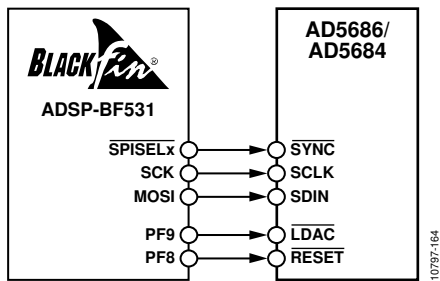 BLACKfin®
ADSP-BF531
AD5686/
AD5684
SPISELx
SYNC
SCK
SCLK
MOSI
SDIN
PF9
LDAC
PF8
RESET
10797-164